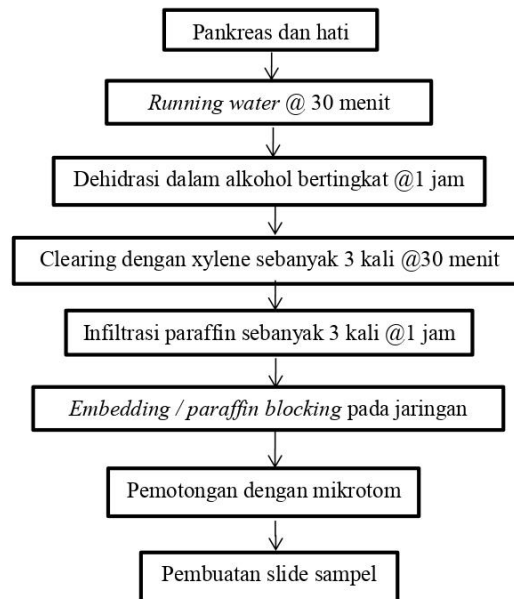 Pankreas dan hati
Running water @ 30 menit
Dehidrasi dalam alkohol bertingkat @1 jam
Clearing dengan xylene sebanyak 3 kali @30 menit
Infiltrasi paraffin sebanyak 3 kali @1 jam
Embedding / paraffin blocking pada jaringan
Pemotongan dengan mikrotom
Pembuatan slide sampel